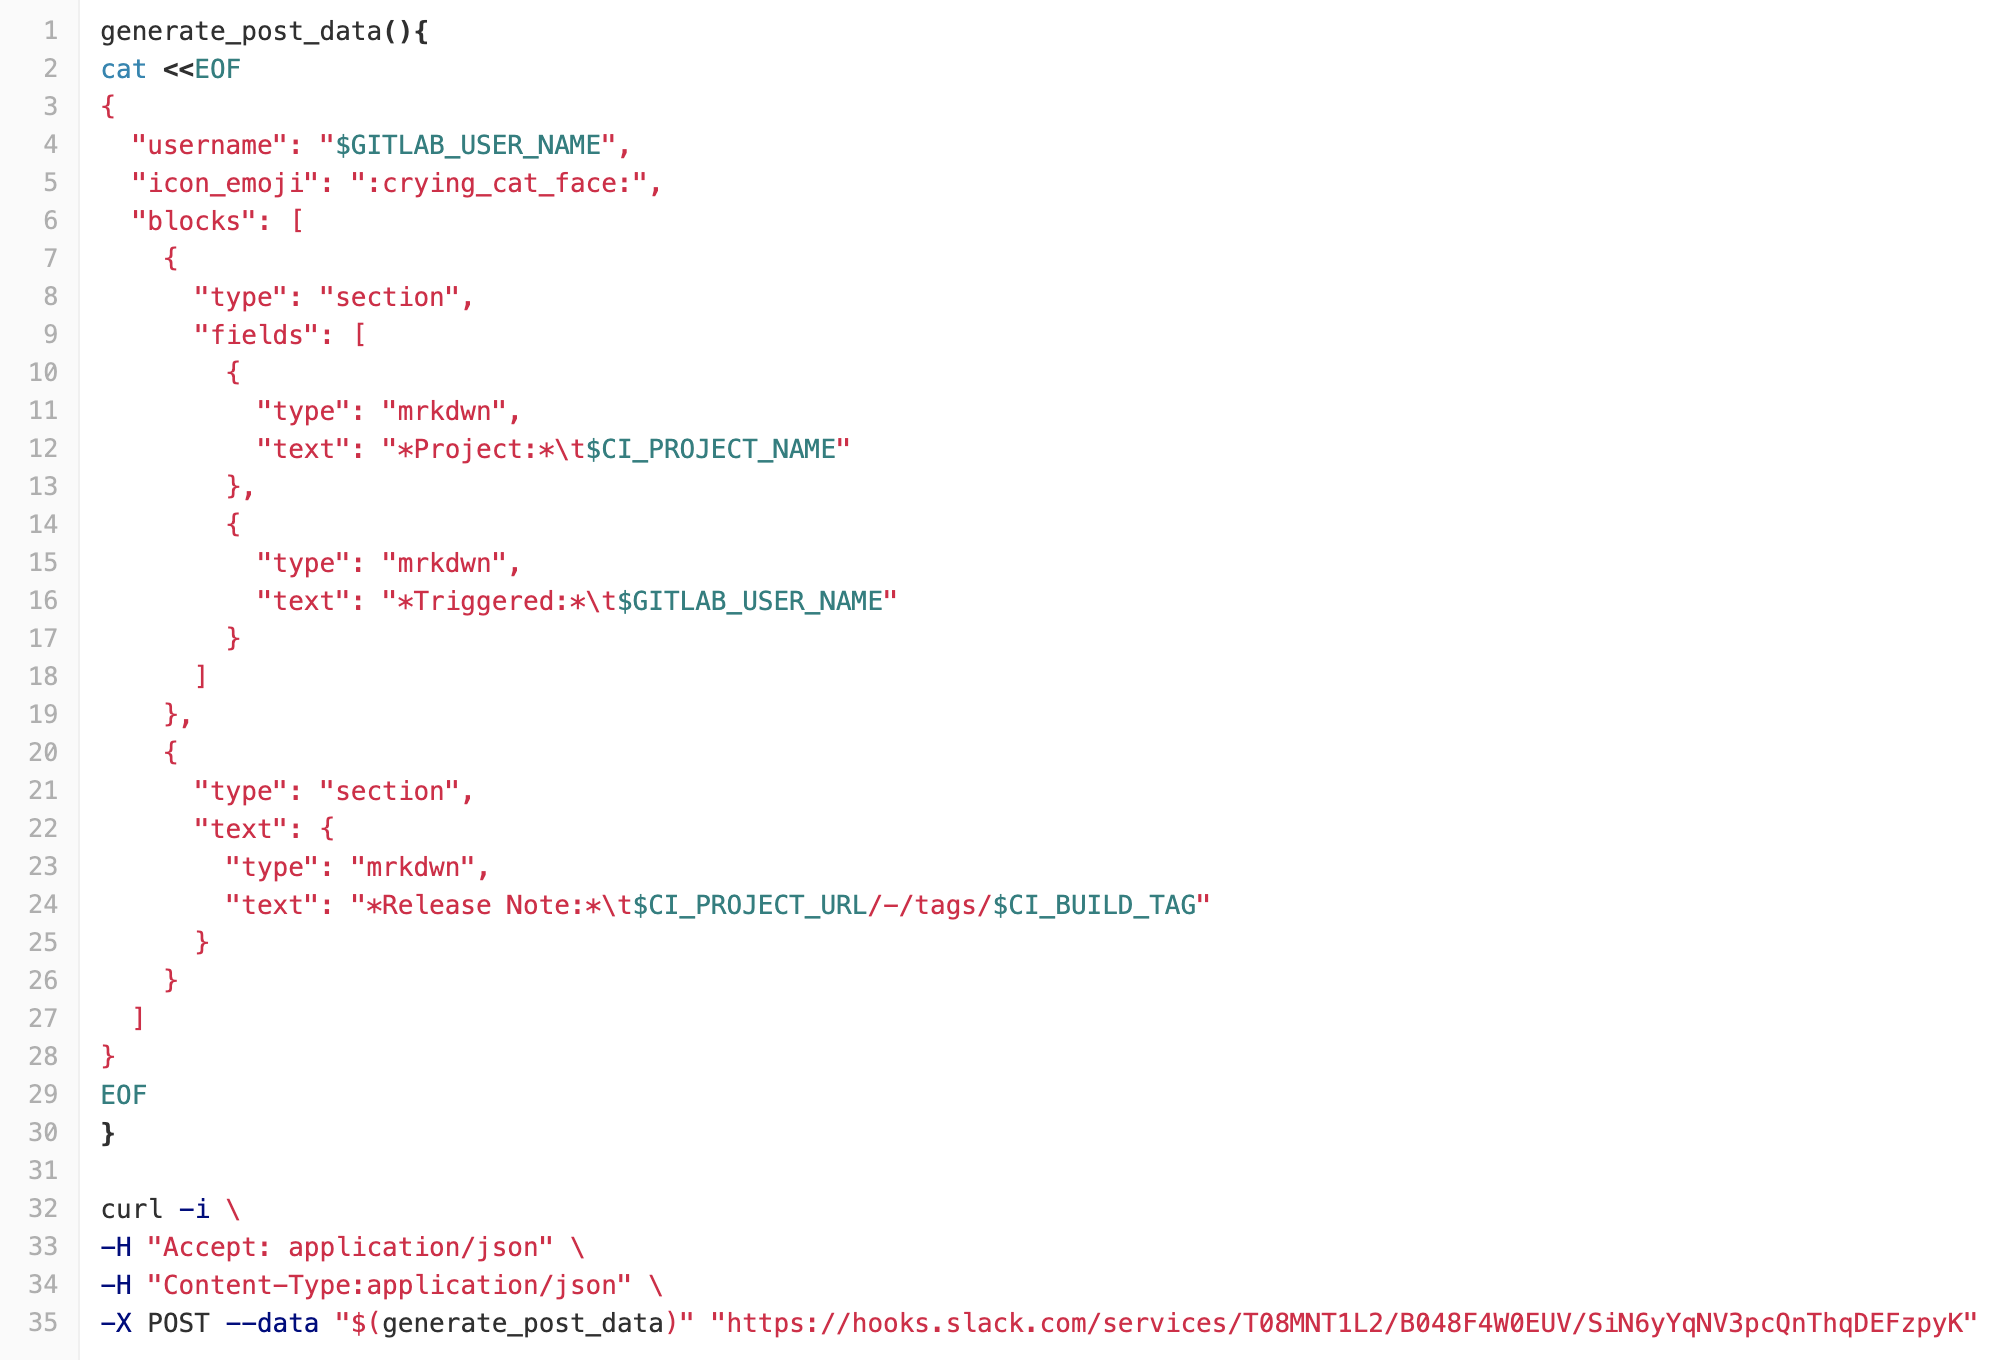 1 generate_post_data(){
2 cat <<EOF
3 {
4   "username": "$GITLAB_USER_NAME",
5   "icon_emoji": ":crying_cat_face:",
6   "blocks": [
7     {
8       "type": "section",
9       "fields": [
10         {
11           "type": "mrkdwn",
12           "text": "*Project:*\t$CI_PROJECT_NAME"
13         },
14         {
15           "type": "mrkdwn",
16           "text": "*Triggered:*\t$GITLAB_USER_NAME"
17         }
18       ]
19     },
20     {
21       "type": "section",
22       "text": {
23         "type": "mrkdwn",
24         "text": "*Release Note:*\t$CI_PROJECT_URL/-/tags/$CI_BUILD_TAG"
25       }
26     }
27   ]
28 }
29 EOF
30 }
31
32 curl -i \
33 -H "Accept: application/json" \
34 -H "Content-Type:application/json" \
35 -X POST --data "$(generate_post_data)" "https://hooks.slack.com/services/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"